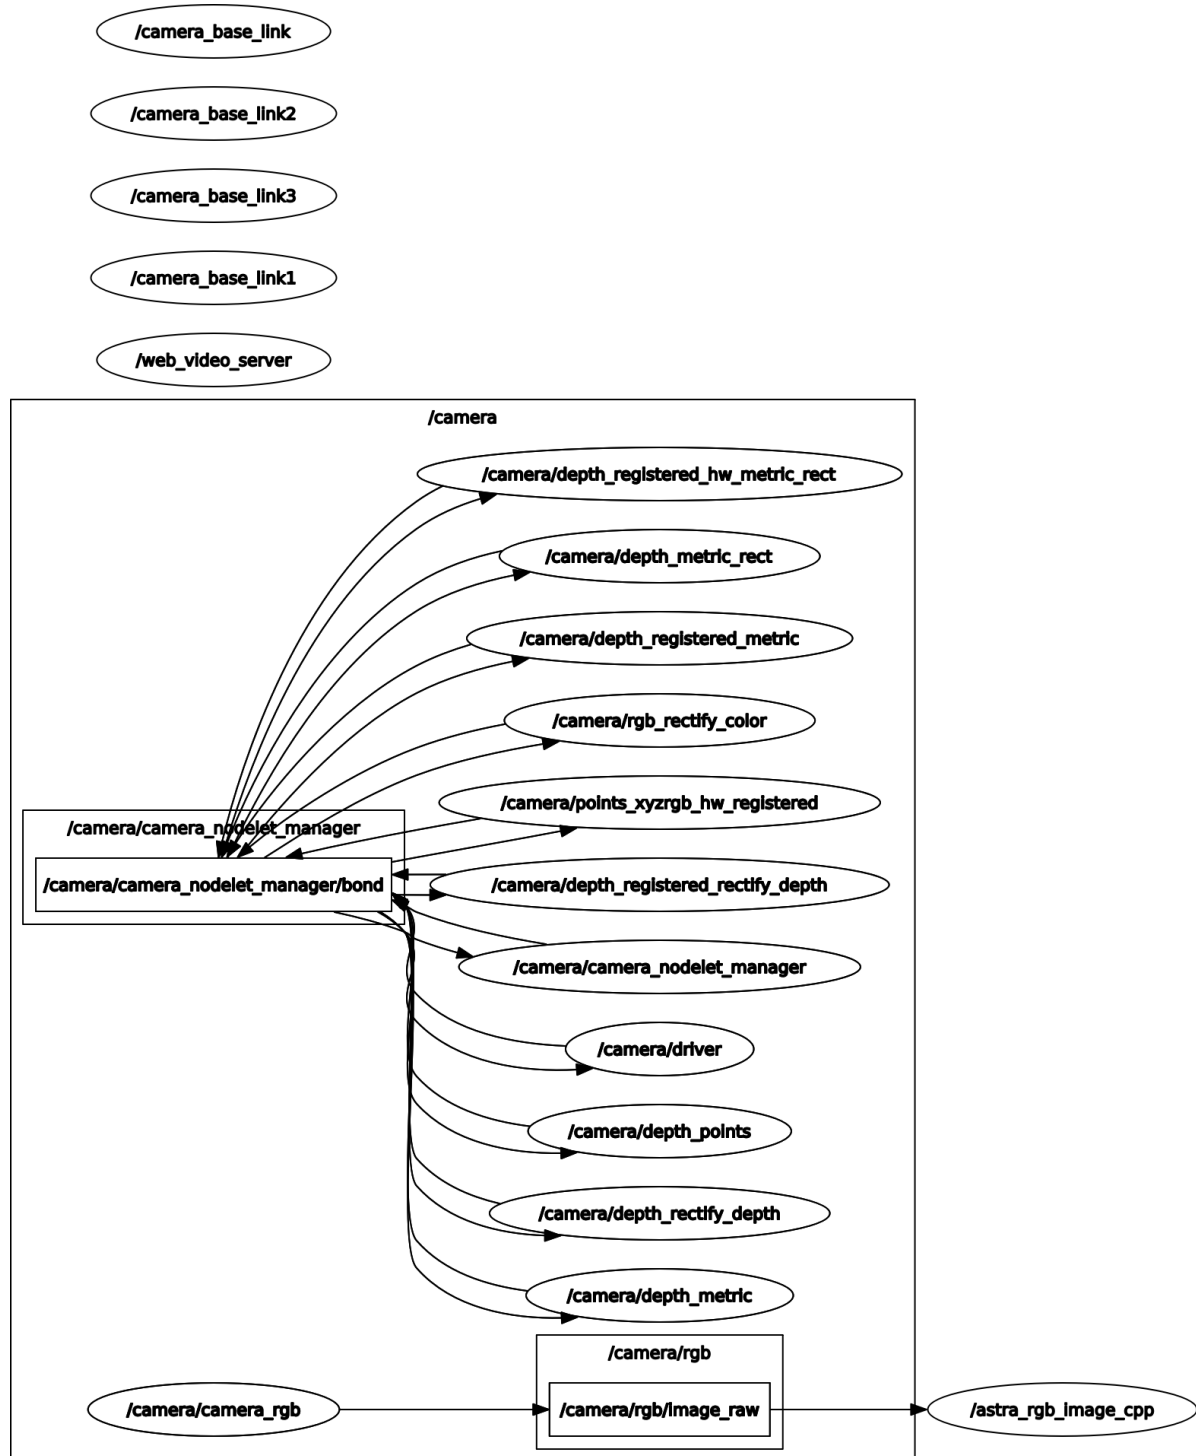 /camera_base_link
/camera_base_link2
/camera_base_link3
/camera_base_link1
/web_video_server
/camera
/camera/depth_registered_hw_metric_rect
/camera/depth_metric_rect
/camera/depth_registered_metric
/camera/rgb_rectify_color
/camera/points_xyzrgb_hw_registered
/camera/camera_nodelet_manager
/camera/camera_nodelet_manager/bond
/camera/depth_registered_rectify_depth
/camera/camera_nodelet_manager
/camera/driver
/camera/depth_points
/camera/depth_rectify_depth
/camera/depth_metric
/camera/rgb
/camera/camera_rgb
/camera/rgb/image_raw
/astra_rgb_image_cpp